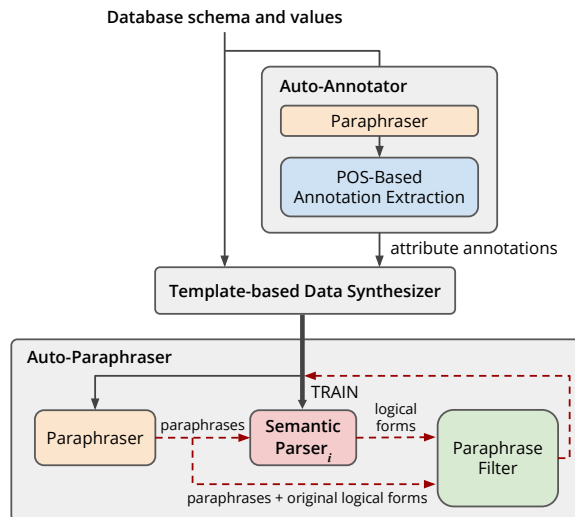 Database schema and values
Auto-Annotator
Paraphraser
POS-Based
Annotation Extraction
attribute annotations
Template-based Data Synthesizer
Auto-Paraphraser
TRAIN
Paraphraser
paraphrases
Semantic
Parser i
logical
forms
Paraphrase
Filter
paraphrases + original logical forms